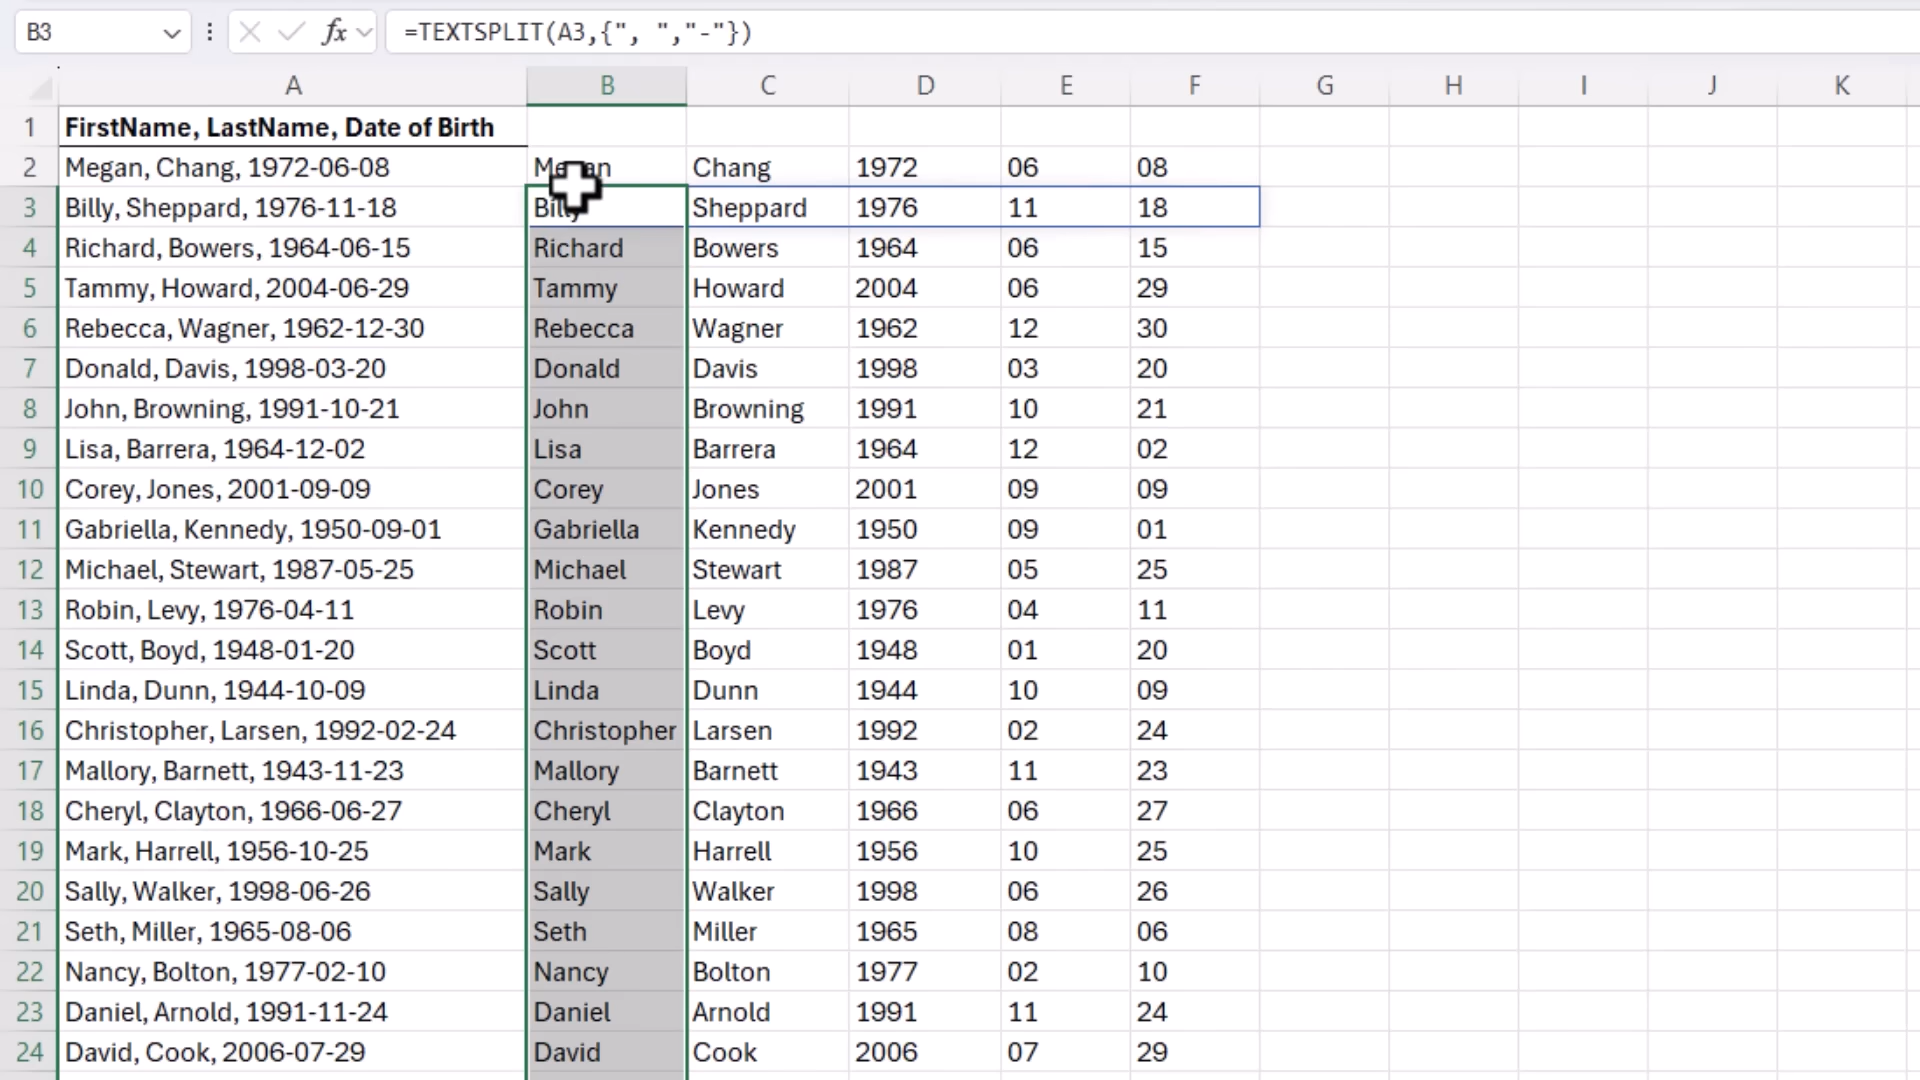 B3 fx =TEXTSPLIT(A3,{", ","-"})
A B C D E F G H I J K
1 FirstName, LastName, Date of Birth
2 Megan, Chang, 1972-06-08 Megan Chang 1972 06 08
3 Billy, Sheppard, 1976-11-18 Billy Sheppard 1976 11 18
4 Richard, Bowers, 1964-06-15 Richard Bowers 1964 06 15
5 Tammy, Howard, 2004-06-29 Tammy Howard 2004 06 29
6 Rebecca, Wagner, 1962-12-30 Rebecca Wagner 1962 12 30
7 Donald, Davis, 1998-03-20 Donald Davis 1998 03 20
8 John, Browning, 1991-10-21 John Browning 1991 10 21
9 Lisa, Barrera, 1964-12-02 Lisa Barrera 1964 12 02
10 Corey, Jones, 2001-09-09 Corey Jones 2001 09 09
11 Gabriella, Kennedy, 1950-09-01 Gabriella Kennedy 1950 09 01
12 Michael, Stewart, 1987-05-25 Michael Stewart 1987 05 25
13 Robin, Levy, 1976-04-11 Robin Levy 1976 04 11
14 Scott, Boyd, 1948-01-20 Scott Boyd 1948 01 20
15 Linda, Dunn, 1944-10-09 Linda Dunn 1944 10 09
16 Christopher, Larsen, 1992-02-24 Christopher Larsen 1992 02 24
17 Mallory, Barnett, 1943-11-23 Mallory Barnett 1943 11 23
18 Cheryl, Clayton, 1966-06-27 Cheryl Clayton 1966 06 27
19 Mark, Harrell, 1956-10-25 Mark Harrell 1956 10 25
20 Sally, Walker, 1998-06-26 Sally Walker 1998 06 26
21 Seth, Miller, 1965-08-06 Seth Miller 1965 08 06
22 Nancy, Bolton, 1977-02-10 Nancy Bolton 1977 02 10
23 Daniel, Arnold, 1991-11-24 Daniel Arnold 1991 11 24
24 David, Cook, 2006-07-29 David Cook 2006 07 29